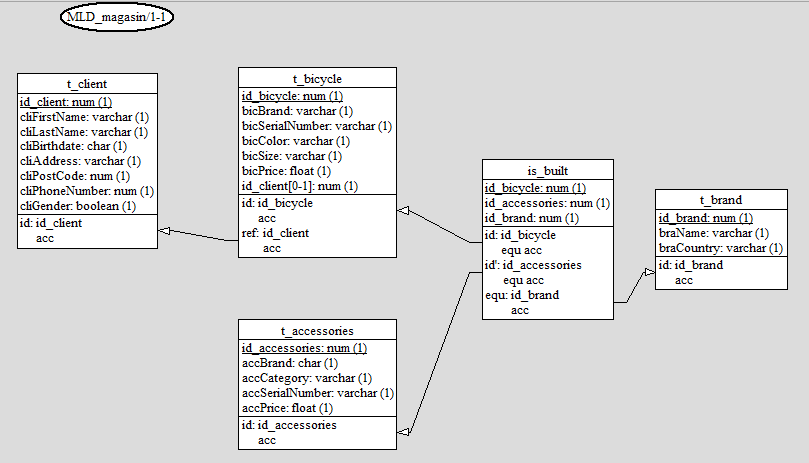 MLD_magasin/1-1
t_client
id_client: num (1)
cliFirstName: varchar (1)
cliLastName: varchar (1)
cliBirthdate: char (1)
cliAddress: varchar (1)
cliPostCode: num (1)
cliPhoneNumber: num (1)
cliGender: boolean (1)
id: id_client
acc
t_bicycle
id_bicycle: num (1)
bicBrand: varchar (1)
bicSerialNumber: varchar (1)
bicColor: varchar (1)
bicSize: varchar (1)
bicPrice: float (1)
id_client[0-1]: num (1)
id: id_bicycle
acc
ref: id_client
acc
is_built
id_bicycle: num (1)
id_accessories: num (1)
id_brand: num (1)
id: id_bicycle
equ acc
id': id_accessories
equ acc
equ: id_brand
acc
t_brand
id_brand: num (1)
braName: varchar (1)
braCountry: varchar (1)
id: id_brand
acc
t_accessories
id_accessories: num (1)
accBrand: char (1)
accCategory: varchar (1)
accSerialNumber: varchar (1)
accPrice: float (1)
id: id_accessories
acc